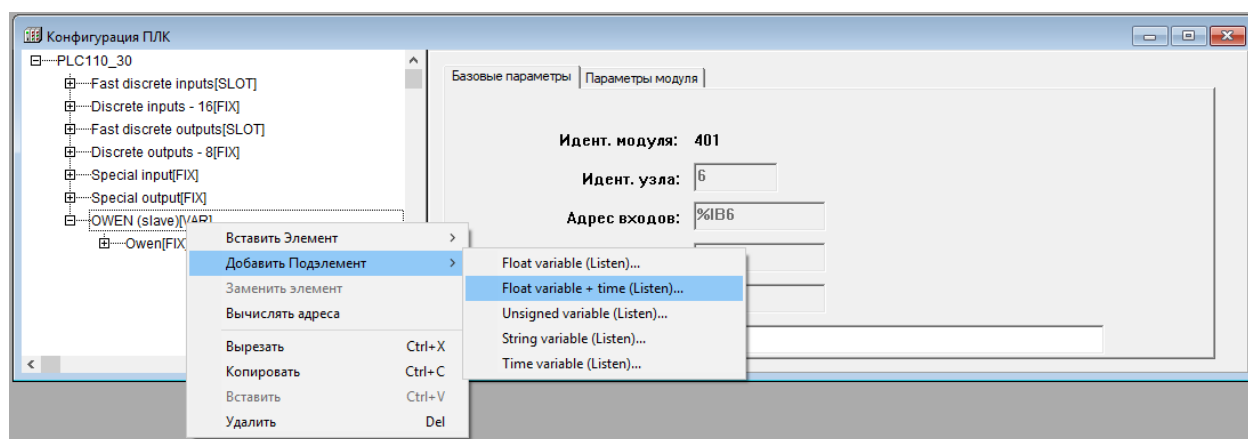 Конфигурация ПЛК
PLC110_30
Fast discrete inputs[SLOT]
Discrete inputs - 16[FIX]
Fast discrete outputs[SLOT]
Discrete outputs - 8[FIX]
Special input[FIX]
Special output[FIX]
OWEN (slave)[VAR]
Owen[FIX]
Базовые параметры Параметры модуля
Идент. модуля: 401
Идент. узла: 6
Адрес входов: %IB6
Вставить Элемент
Добавить Подэлемент
Заменить элемент
Вычислять адреса
Вырезать Ctrl+X
Копировать Ctrl+C
Вставить Ctrl+V
Удалить Del
Float variable (Listen)...
Float variable + time (Listen)...
Unsigned variable (Listen)...
String variable (Listen)...
Time variable (Listen)...